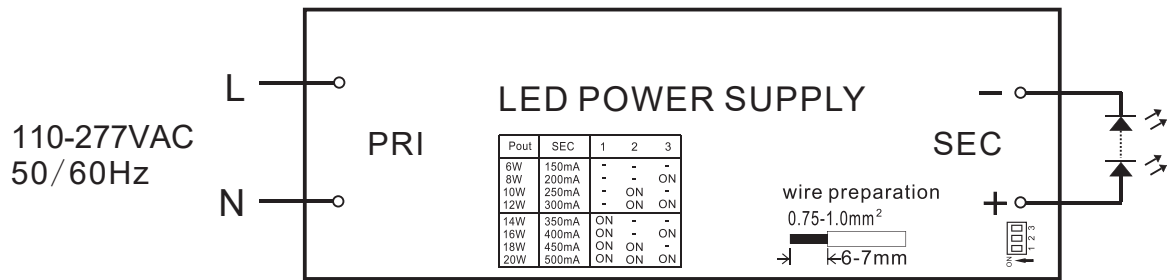 LED POWER SUPPLY
L
110-277VAC
50/60Hz
N
PRI
Pout SEC 1 2 3
6W 150mA - - -
8W 200mA - - ON
10W 250mA - ON -
12W 300mA - ON ON
14W 350mA ON - -
16W 400mA ON - ON
18W 450mA ON ON -
20W 500mA ON ON ON
wire preparation
0.75-1.0mm²
6-7mm
-
SEC
+
1 2 3
ON